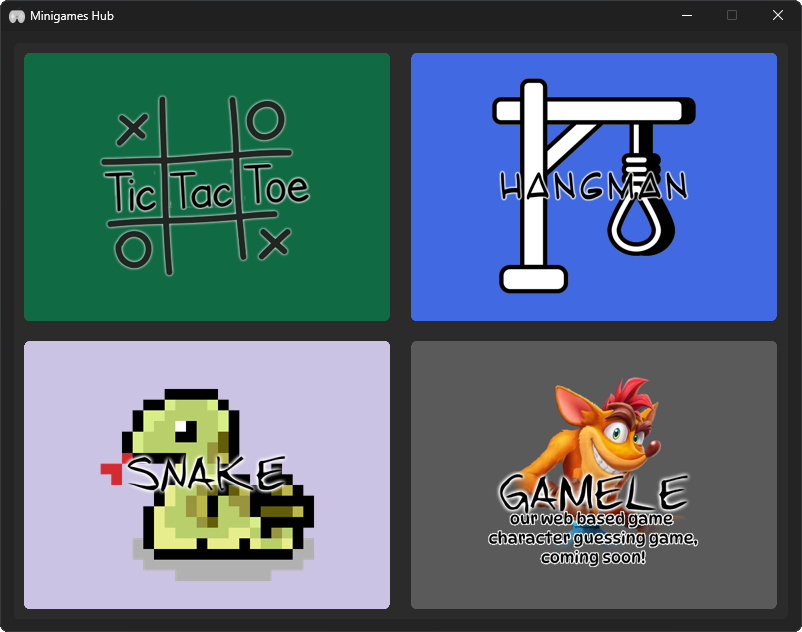 Minigames Hub
Tic Tac Toe
HANGMAN
SNAKE
GAMELE
our web based game
character guessing game,
coming soon!